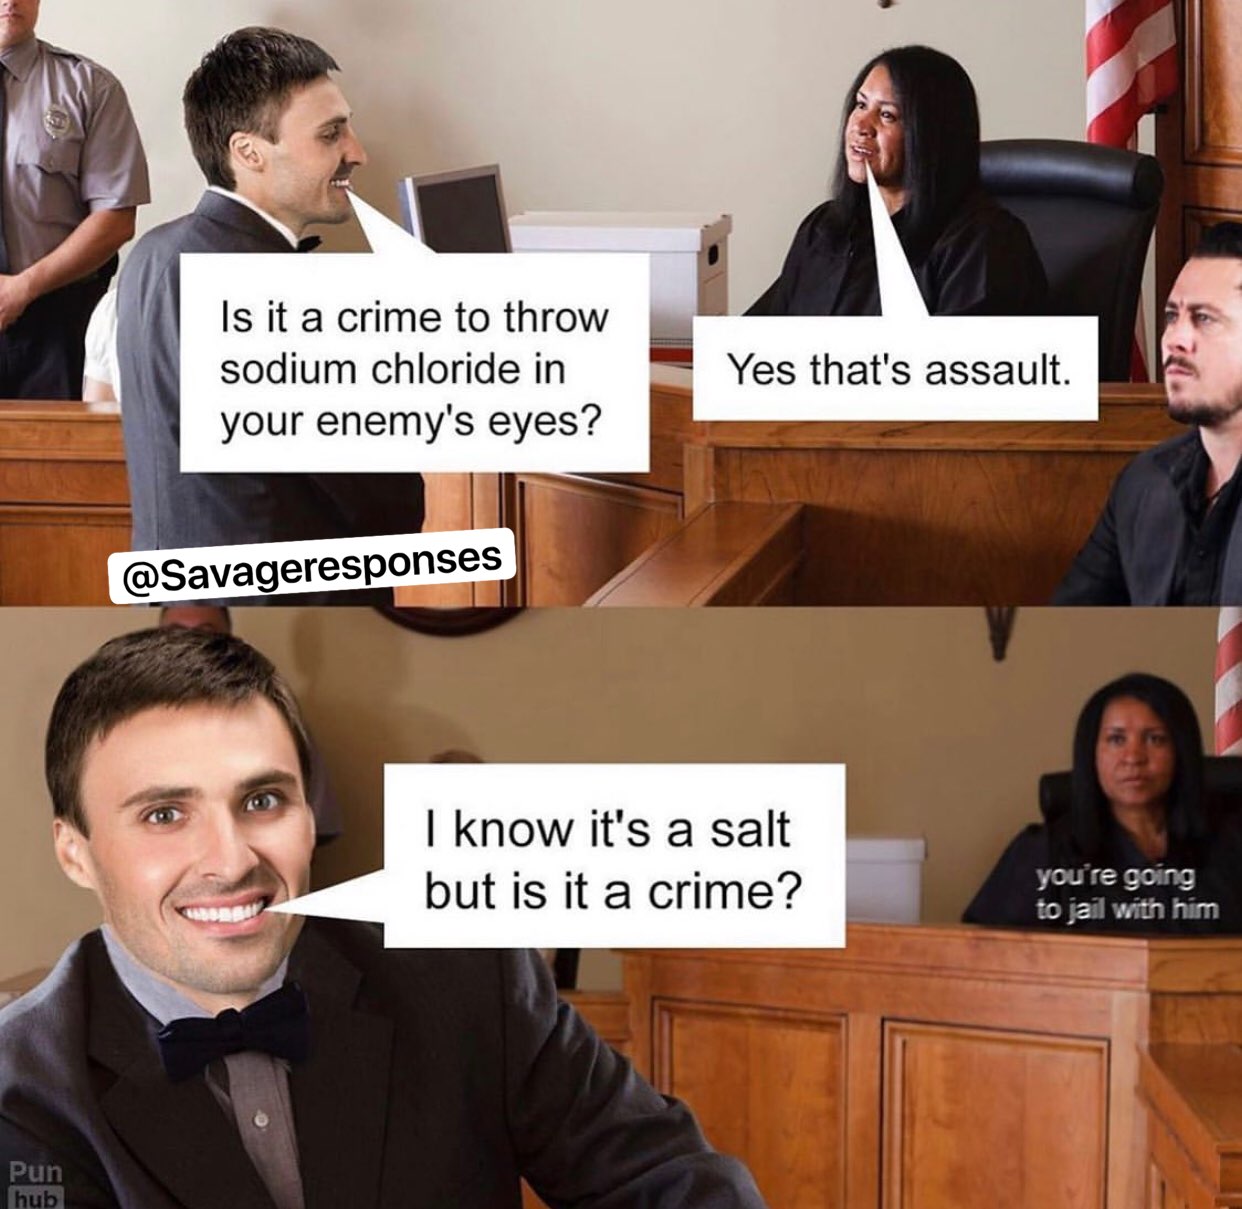 Is it a crime to throw
sodium chloride in
your enemy's eyes?
Yes that's assault.
@Savageresponses
I know it's a salt
but is it a crime?
you're going
to jail with him
Pun
hub